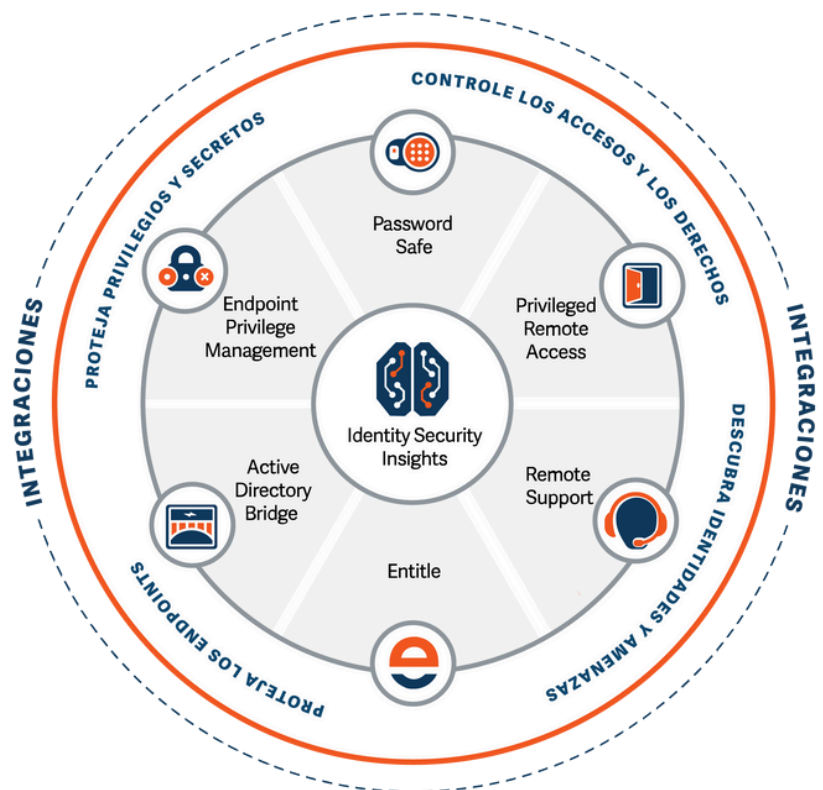 CONTROLE LOS ACCESOS Y LOS DERECHOS
PROTEJA PRIVILEGIOS Y SECRETOS
INTEGRACIONES
INTEGRACIONES
DESCUBRA IDENTIDADES Y AMENAZAS
PROTEJA LOS ENDPOINTS
Password
Safe
Privileged
Remote
Access
Remote
Support
Entitle
Active
Directory
Bridge
Endpoint
Privilege
Management
Identity Security
Insights